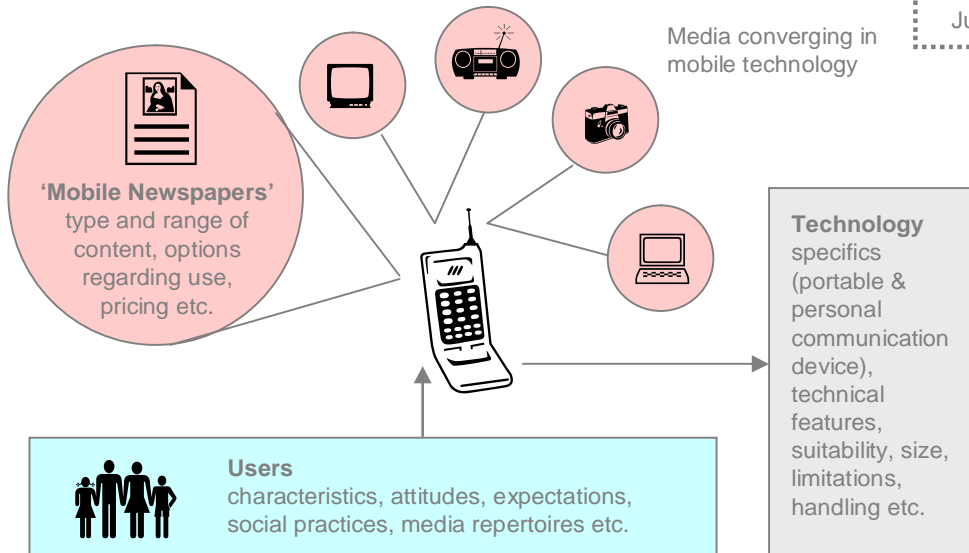 Media converging in
mobile technology
Ju
‘Mobile Newspapers’
type and range of
content, options
regarding use,
pricing etc.
Technology
specifics
(portable &
personal
communication
device),
technical
features,
suitability, size,
limitations,
handling etc.
Users
characteristics, attitudes, expectations,
social practices, media repertoires etc.